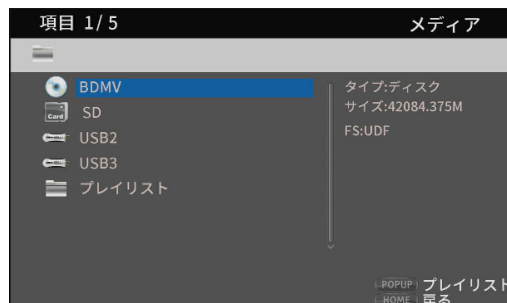 項目 1/5
メディア
BDMV
Card SD
USB2
USB3
プレイリスト
タイプ:ディスク
サイズ:42084.375M
FS:UDF
POPUP プレイリスト
HOME 戻る